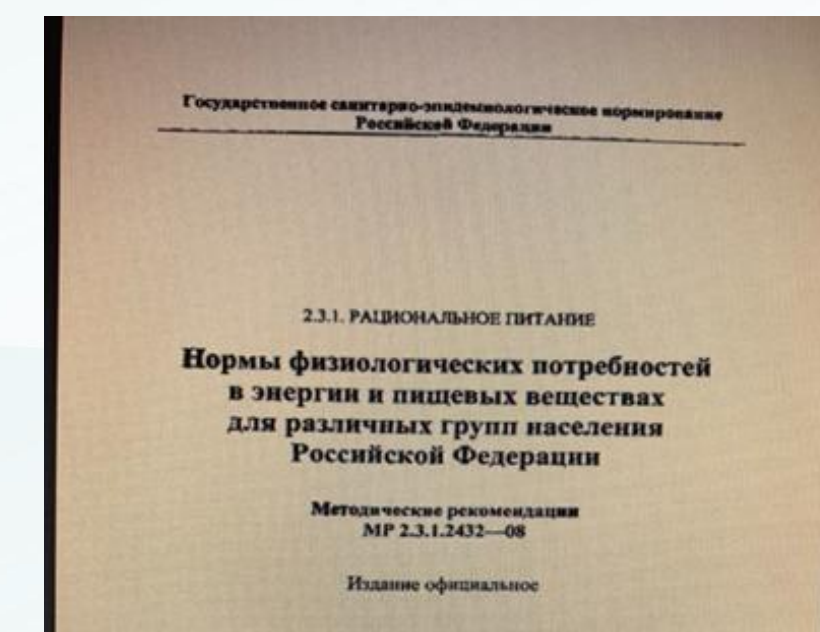 Государственное санитарно-эпидемиологическое нормирование
Российской Федерации
2.3.1. РАЦИОНАЛЬНОЕ ПИТАНИЕ
Нормы физиологических потребностей
в энергии и пищевых веществах
для различных групп населения
Российской Федерации
Методические рекомендации
МР 2.3.1.2432—08
Издание официальное